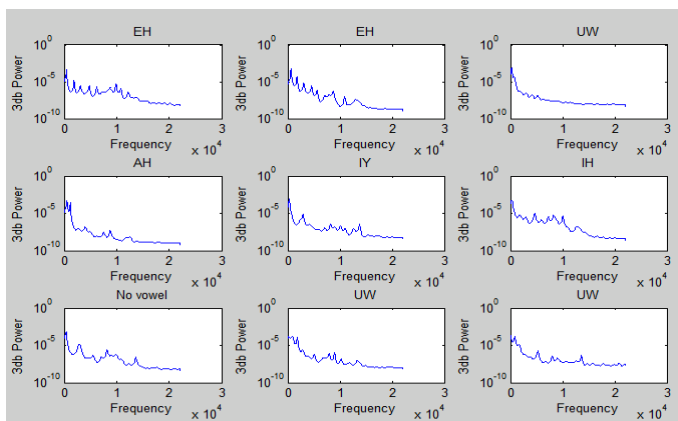 EH EH UW
10^0 10^0 10^0
3db Power 3db Power 3db Power
10^-5 10^-5 10^-5
10^-10 10^-10 10^-10
0 1 2 3 0 1 2 3 0 1 2 3
Frequency x 10^4 Frequency x 10^4 Frequency x 10^4
AH IY IH
10^0 10^0 10^0
3db Power 3db Power 3db Power
10^-5 10^-5 10^-5
10^-10 10^-10 10^-10
0 1 2 3 0 1 2 3 0 1 2 3
Frequency x 10^4 Frequency x 10^4 Frequency x 10^4
No vowel UW UW
10^0 10^0 10^0
3db Power 3db Power 3db Power
10^-5 10^-5 10^-5
10^-10 10^-10 10^-10
0 1 2 3 0 1 2 3 0 1 2 3
Frequency x 10^4 Frequency x 10^4 Frequency x 10^4